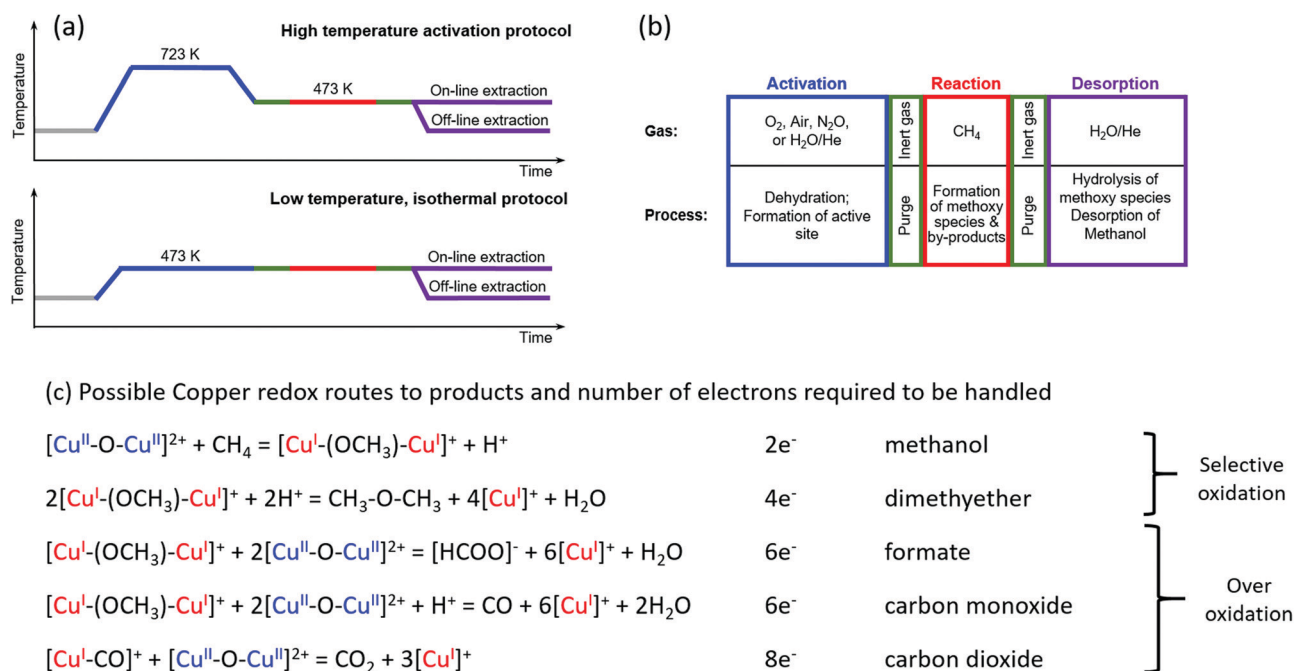 (a)
High temperature activation protocol
Temperature
723 K
473 K
On-line extraction
Off-line extraction
Time
Low temperature, isothermal protocol
Temperature
473 K
On-line extraction
Off-line extraction
Time
(b)
Activation Reaction Desorption
Gas:
O₂, Air, N₂O,
or H₂O/He
Inert gas
CH₄
Inert gas
H₂O/He
Process:
Dehydration;
Formation of active
site
Purge
Formation
of methoxy
species &
by-products
Purge
Hydrolysis of
methoxy species
Desorption of
Methanol
(c) Possible Copper redox routes to products and number of electrons required to be handled
[Cuᴵᴵ-O-Cuᴵᴵ]²⁺ + CH₄ = [Cuᴵ-(OCH₃)-Cuᴵ]⁺ + H⁺ 2e⁻ methanol
2[Cuᴵ-(OCH₃)-Cuᴵ]⁺ + 2H⁺ = CH₃-O-CH₃ + 4[Cuᴵ]⁺ + H₂O 4e⁻ dimethyether
Selective
oxidation
[Cuᴵ-(OCH₃)-Cuᴵ]⁺ + 2[Cuᴵᴵ-O-Cuᴵᴵ]²⁺ = [HCOO]⁻ + 6[Cuᴵ]⁺ + H₂O 6e⁻ formate
[Cuᴵ-(OCH₃)-Cuᴵ]⁺ + 2[Cuᴵᴵ-O-Cuᴵᴵ]²⁺ + H⁺ = CO + 6[Cuᴵ]⁺ + 2H₂O 6e⁻ carbon monoxide
[Cuᴵ-CO]⁺ + [Cuᴵᴵ-O-Cuᴵᴵ]²⁺ = CO₂ + 3[Cuᴵ]⁺ 8e⁻ carbon dioxide
Over
oxidation